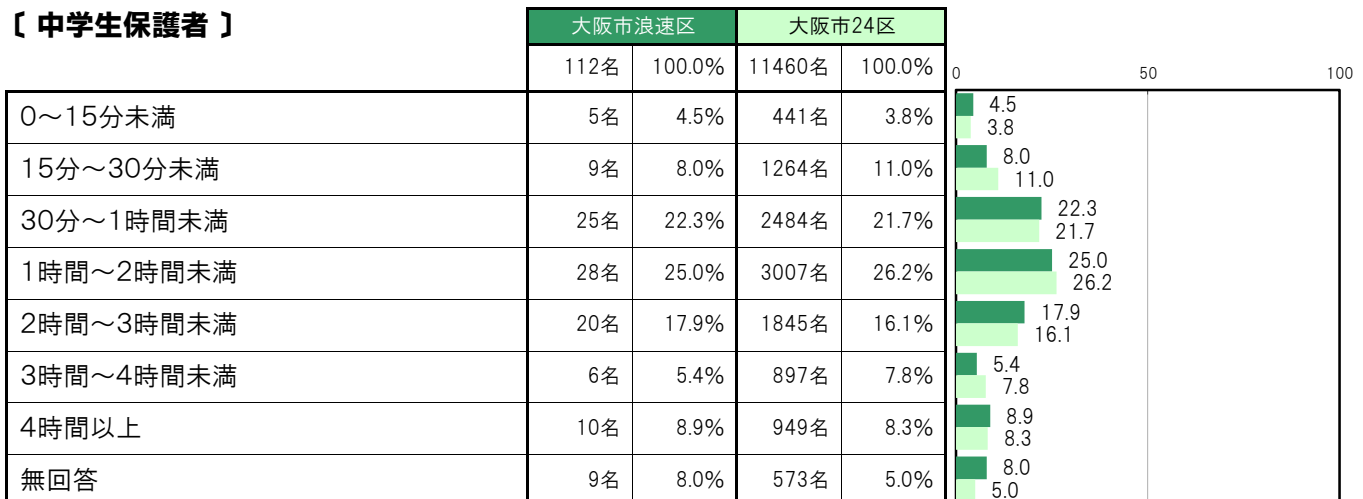 〔 中学生保護者 〕
大阪市浪速区 大阪市24区
112名 100.0% 11460名 100.0%
0 50 100
0～15分未満 5名 4.5% 441名 3.8%
4.5
3.8
15分～30分未満 9名 8.0% 1264名 11.0%
8.0
11.0
30分～1時間未満 25名 22.3% 2484名 21.7%
22.3
21.7
1時間～2時間未満 28名 25.0% 3007名 26.2%
25.0
26.2
2時間～3時間未満 20名 17.9% 1845名 16.1%
17.9
16.1
3時間～4時間未満 6名 5.4% 897名 7.8%
5.4
7.8
4時間以上 10名 8.9% 949名 8.3%
8.9
8.3
無回答 9名 8.0% 573名 5.0%
8.0
5.0